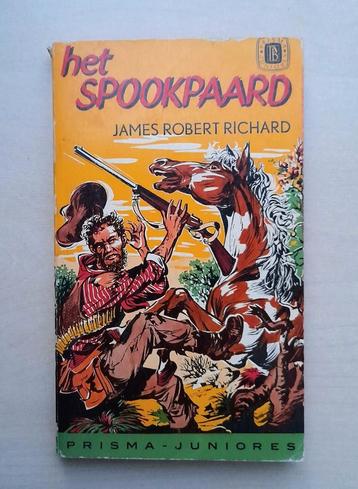 het
SPOOKPAARD
JAMES ROBERT RICHARD
PRISMA-JUNIORES